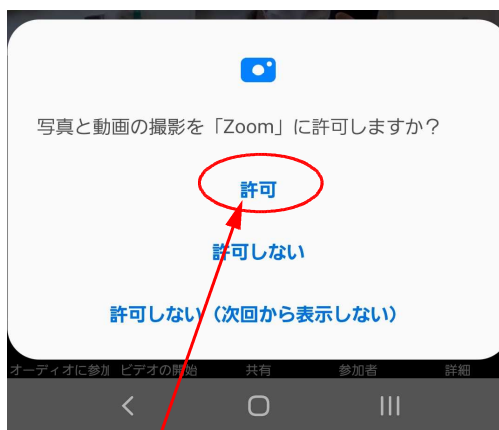 写真と動画の撮影を「Zoom」に許可しますか？
許可
許可しない
許可しない（次回から表示しない）
オーディオに参加 ビデオの開始 共有 参加者 詳細